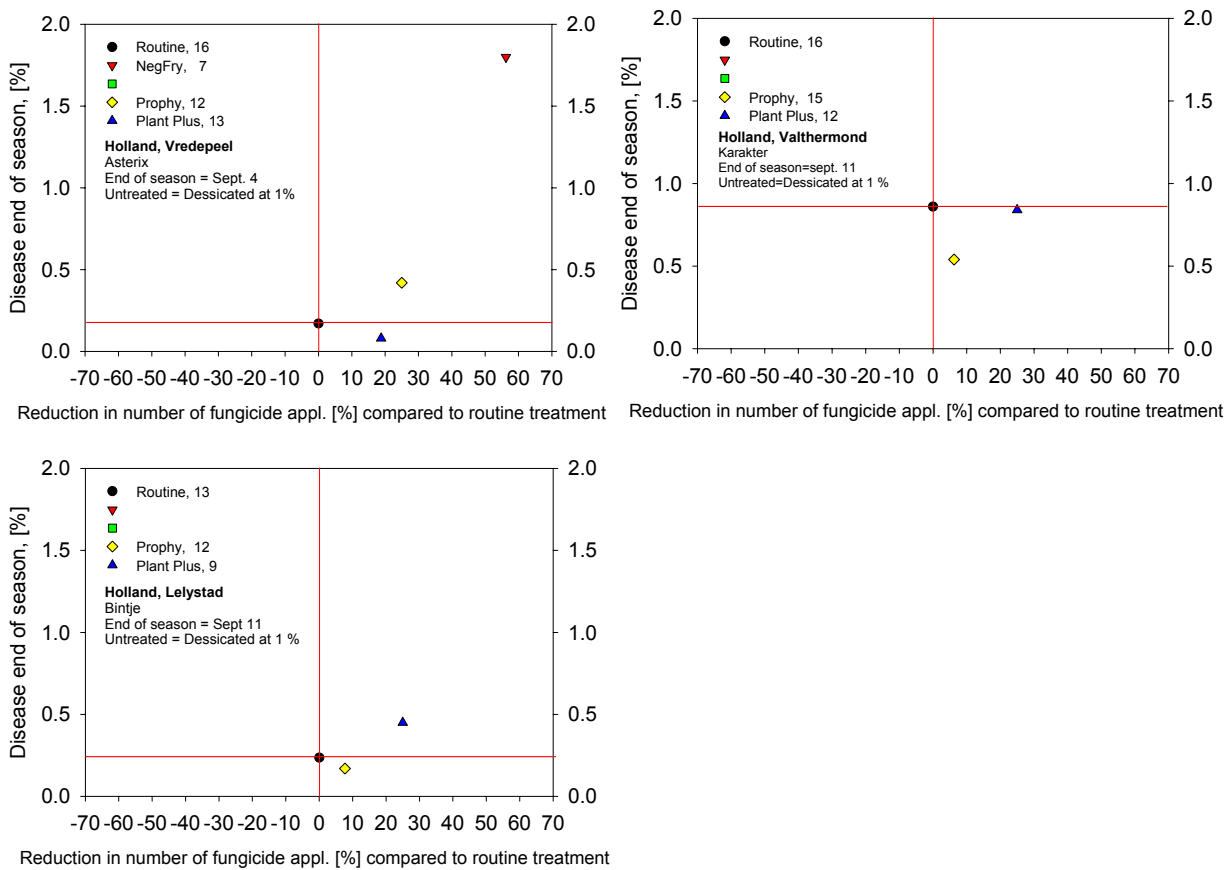 2.0
1.5
1.0
0.5
0.0
Disease end of season, [%]
Routine, 16
NegFry, 7
Prophy, 12
Plant Plus, 13
Holland, Vredepeel
Asterix
End of season = Sept. 4
Untreated = Dessicated at 1%
2.0
1.5
1.0
0.5
0.0
-70 -60 -50 -40 -30 -20 -10 0 10 20 30 40 50 60 70
Reduction in number of fungicide appl. [%] compared to routine treatment
2.0
1.5
1.0
0.5
0.0
Disease end of season, [%]
Routine, 16
Prophy, 15
Plant Plus, 12
Holland, Valthermond
Karakter
End of season=sept. 11
Untreated=Dessicated at 1 %
2.0
1.5
1.0
0.5
0.0
-70 -60 -50 -40 -30 -20 -10 0 10 20 30 40 50 60 70
Reduction in number of fungicide appl. [%] compared to routine treatment
2.0
1.5
1.0
0.5
0.0
Disease end of season, [%]
Routine, 13
Prophy, 12
Plant Plus, 9
Holland, Lelystad
Bintje
End of season = Sept 11
Untreated = Dessicated at 1 %
2.0
1.5
1.0
0.5
0.0
-70 -60 -50 -40 -30 -20 -10 0 10 20 30 40 50 60 70
Reduction in number of fungicide appl. [%] compared to routine treatment